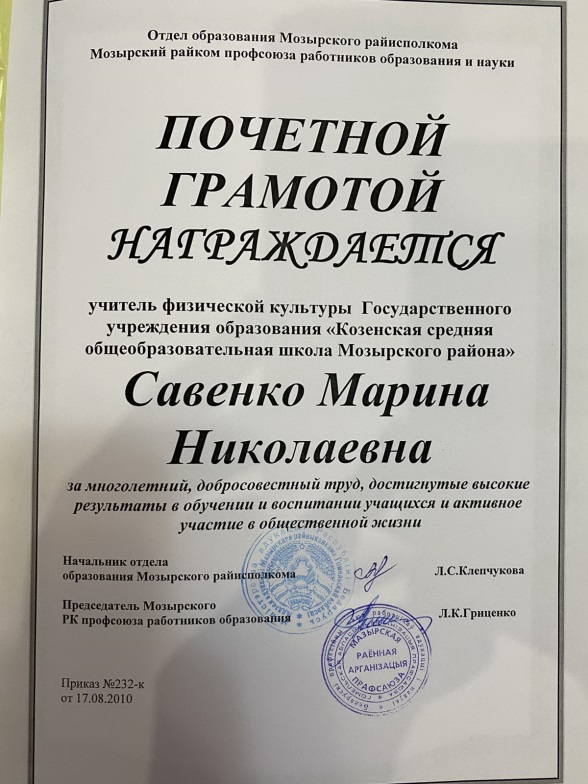 Отдел образования Мозырского райисполкома
Мозырский райком профсоюза работников образования и науки
ПОЧЕТНОЙ
ГРАМОТОЙ
НАГРАЖДАЕТСЯ
учитель физической культуры Государственного
учреждения образования «Козенская средняя
общеобразовательная школа Мозырского района»
Савенко Марина
Николаевна
за многолетний, добросовестный труд, достигнутые высокие
результаты в обучении и воспитании учащихся и активное
участие в общественной жизни
Начальник отдела
образования Мозырского райисполкома
Л.С.Клепчукова
Председатель Мозырского
РК профсоюза работников образования
Л.К.Гриценко
МАЗЫРСКАЯ
РАЁННАЯ
АРГАНІЗАЦЫЯ
ПРАФСАЮЗА
Приказ №232-к
от 17.08.2010